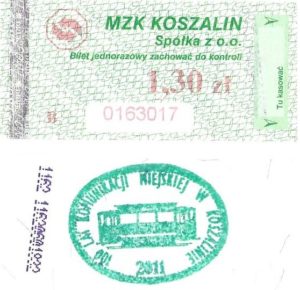 MZK KOSZALIN
Spółka z o.o.
Bilet jednorazowy zachować do kontroli
1,30 zł
B 0163017
Tu kasować
100 LAT KOMUNIKACJI MIEJSKIEJ W KOSZALINIE
2011